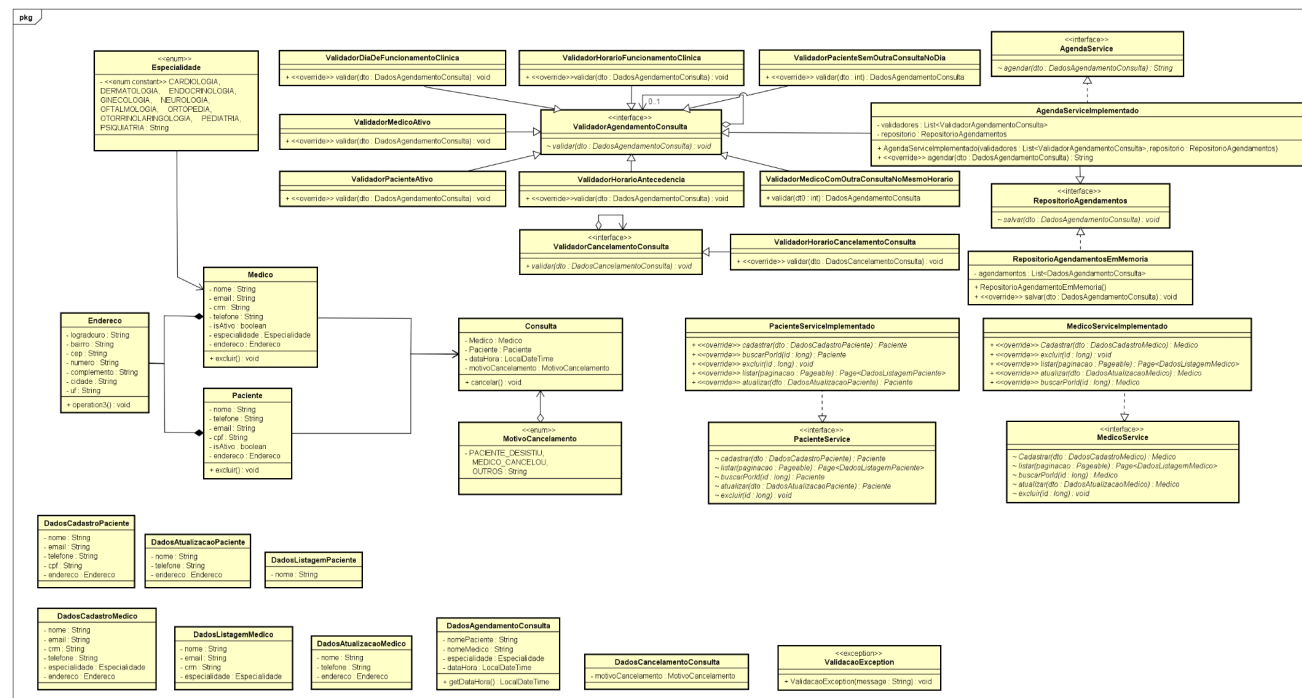 pkg
<<enum>>
Especialidade
- <<enum constant>> CARDIOLOGIA,
DERMATOLOGIA, ENDOCRINOLOGIA,
GINECOLOGIA, NEUROLOGIA,
OFTALMOLOGIA, ORTOPEDIA,
OTORRINOLARINGOLOGIA, PEDIATRIA,
PSIQUIATRIA : String
ValidadorDiaDeFuncionamentoClinica
+ <<override>> validar(dto : DadosAgendamentoConsulta) : void
ValidadorHorarioFuncionamentoClinica
+ <<override>>validar(dto : DadosAgendamentoConsulta) : void
ValidadorPacienteSemOutraConsultaNoDia
+ <<override>> validar(dto : int) : DadosAgendamentoConsulta
<<interface>>
AgendaService
~ agendar(dto : DadosAgendamentoConsulta) : String
0..1
ValidadorMedicoAtivo
+ <<override>> validar(dto : DadosAgendamentoConsulta) : void
<<interface>>
ValidadorAgendamentoConsulta
~ validar(dto : DadosAgendamentoConsulta) : void
AgendaServiceImplementado
- validadores : List<ValidadorAgendamentoConsulta>
- repositorio : RepositorioAgendamentos
+ AgendaServiceImplementado(validadores : List<ValidadorAgendamentoConsulta>, repositorio : RepositorioAgendamentos)
+ <<override>> agendar(dto : DadosAgendamentoConsulta) : String
ValidadorPacienteAtivo
+ <<override>> validar(dto : DadosAgendamentoConsulta) : void
ValidadorHorarioAntecedencia
+ <<override>>validar(dto : DadosAgendamentoConsulta) : void
ValidadorMedicoComOutraConsultaNoMesmoHorario
+ validar(dt0 : int) : DadosAgendamentoConsulta
<<interface>>
RepositorioAgendamentos
~ salvar(dto : DadosAgendamentoConsulta) : void
<<interface>>
ValidadorCancelamentoConsulta
+ validar(dto : DadosCancelamentoConsulta) : void
ValidadorHorarioCancelamentoConsulta
+ <<override>> validar(dto : DadosCancelamentoConsulta) : void
RepositorioAgendamentosEmMemoria
- agendamentos : List<DadosAgendamentoConsulta>
+ RepositorioAgendamentoEmMemoria()
+ <<override>> salvar(dto : DadosAgendamentoConsulta) : void
Medico
- nome : String
- email : String
- crm : String
- telefone : String
- isAtivo : boolean
- especialidade : Especialidade
- endereco : Endereco
+ excluir() : void
Endereco
- logradouro : String
- bairro : String
- cep : String
- numero : String
- complemento : String
- cidade : String
- uf : String
+ operation3() : void
Paciente
- nome : String
- telefone : String
- email : String
- cpf : String
- isAtivo : boolean
- endereco : Endereco
+ excluir() : void
Consulta
- Medico : Medico
- Paciente : Paciente
- dataHora : LocalDateTime
- motivoCancelamento : MotivoCancelamento
+ cancelar() : void
<<enum>>
MotivoCancelamento
- PACIENTE_DESISTIU,
MEDICO_CANCELOU,
OUTROS : String
PacienteServiceImplementado
+ <<override>> cadastrar(dto : DadosCadastroPaciente) : Paciente
+ <<override>> buscarPorId(id : long) : Paciente
+ <<override>> excluir(id : long) : void
+ <<override>> listar(paginacao : Pageable) : Page<DadosListagemPaciente>
+ <<override>> atualizar(dto : DadosAtualizacaoPaciente) : Paciente
MedicoServiceImplementado
+ <<override>> Cadastrar(dto : DadosCadastroMedico) : Medico
+ <<override>> excluir(id : long) : void
+ <<override>> listar(paginacao : Pageable) : Page<DadosListagemMedico>
+ <<override>> atualizar(dto : DadosAtualizacaoMedico) : Medico
+ <<override>> buscarPorId(id : long) : Medico
<<interface>>
PacienteService
~ cadastrar(dto : DadosCadastroPaciente) : Paciente
~ listar(paginacao : Pageable) : Page<DadosListagemPaciente>
~ buscarPorId(id : long) : Paciente
~ atualizar(dto : DadosAtualizacaoPaciente) : Paciente
~ excluir(id : long) : void
<<interface>>
MedicoService
~ Cadastrar(dto : DadosCadastroMedico) : Medico
~ listar(paginacao : Pageable) : Page<DadosListagemMedico>
~ buscarPorId(id : long) : Medico
~ atualizar(dto : DadosAtualizacaoMedico) : Medico
~ excluir(id : long) : void
DadosCadastroPaciente
- nome : String
- email : String
- telefone : String
- cpf : String
- endereco : Endereco
DadosAtualizacaoPaciente
- nome : String
- telefone : String
- endereco : Endereco
DadosListagemPaciente
- nome : String
DadosCadastroMedico
- nome : String
- email : String
- crm : String
- telefone : String
- especialidade : Especialidade
- endereco : Endereco
DadosListagemMedico
- nome : String
- email : String
- crm : String
- especialidade : Especialidade
DadosAtualizacaoMedico
- nome : String
- telefone : String
- endereco : Endereco
DadosAgendamentoConsulta
- nomePaciente : String
- nomeMedico : String
- especialidade : Especialidade
- dataHora : LocalDateTime
+ getDataHora() : LocalDateTime
DadosCancelamentoConsulta
- motivoCancelamento : MotivoCancelamento
<<exception>>
ValidacaoException
+ ValidacaoException(message : String) : void